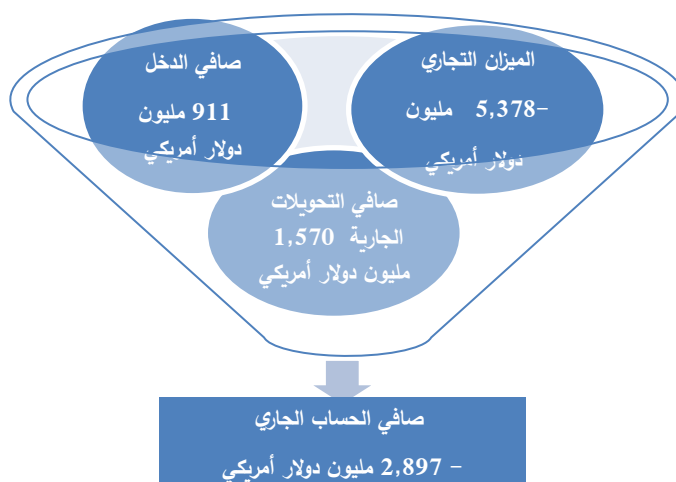 الميزان التجاري
-5,378 مليون
دولار أمريكي
صافي الدخل
911 مليون
دولار أمريكي
صافي التحويلات
الجارية 1,570
مليون دولار أمريكي
صافي الحساب الجاري
- 2,897 مليون دولار أمريكي